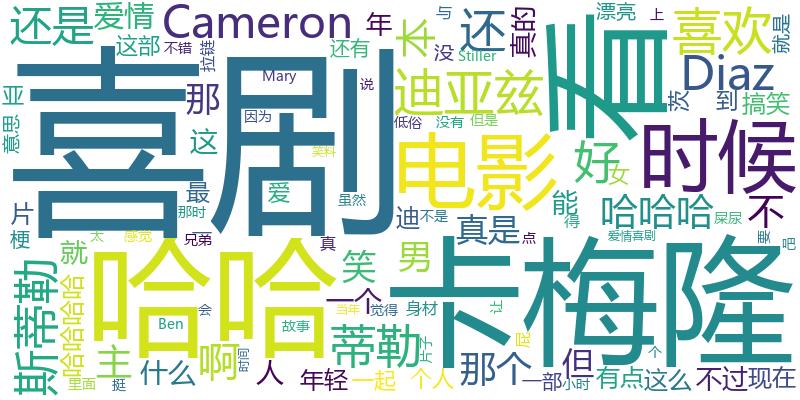 还是 爱情 Cameron 年 本 还 真的 漂亮 与 上
这部 不错 拉链 还有 没 Stiller 喜欢 就是
喜剧 看
意思 那 Mary 说 迪亚兹 Diaz 次 到 搞笑
这 因为 低俗 没有 但是 电影 时候
最 爱 虽然 好 女
片 那时 迪 不是 真是 能 得 哈哈哈 屎尿 不
梗 太 感觉 兄弟 真 点 爱情喜剧 要 吧
笑料
就 哈哈 笑 男 卡梅隆
斯蒂勒 哈哈哈哈 一个 当年 觉得 身材 让
主 Ben 会 故事 蒂勒 片子 屁 个
里面 挺 什么 啊 时间 人 年轻 一起 个人 那个 一部 小时 但 有点 这么 不过 现在